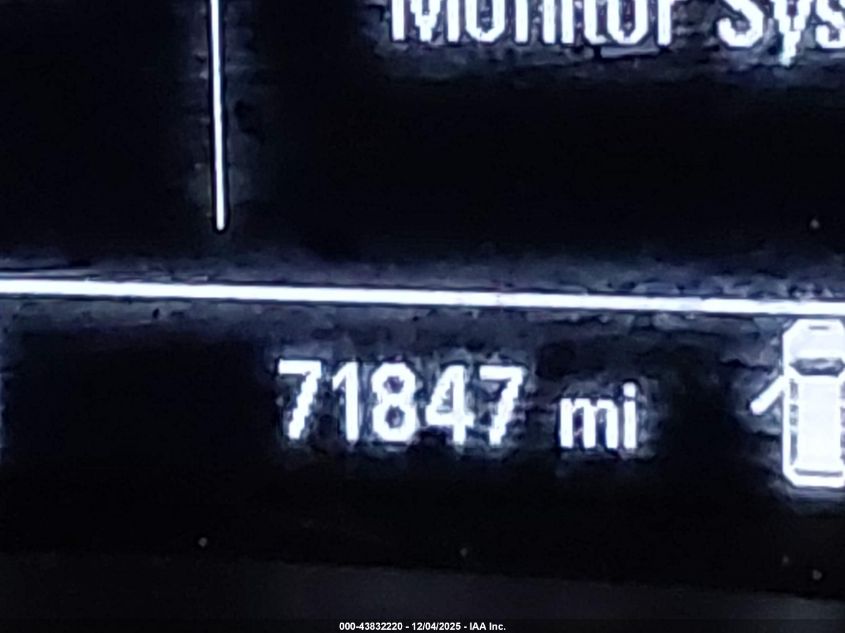 Monitor Sys
71847 mi
000-43832220 - 12/04/2025 - IAA Inc.